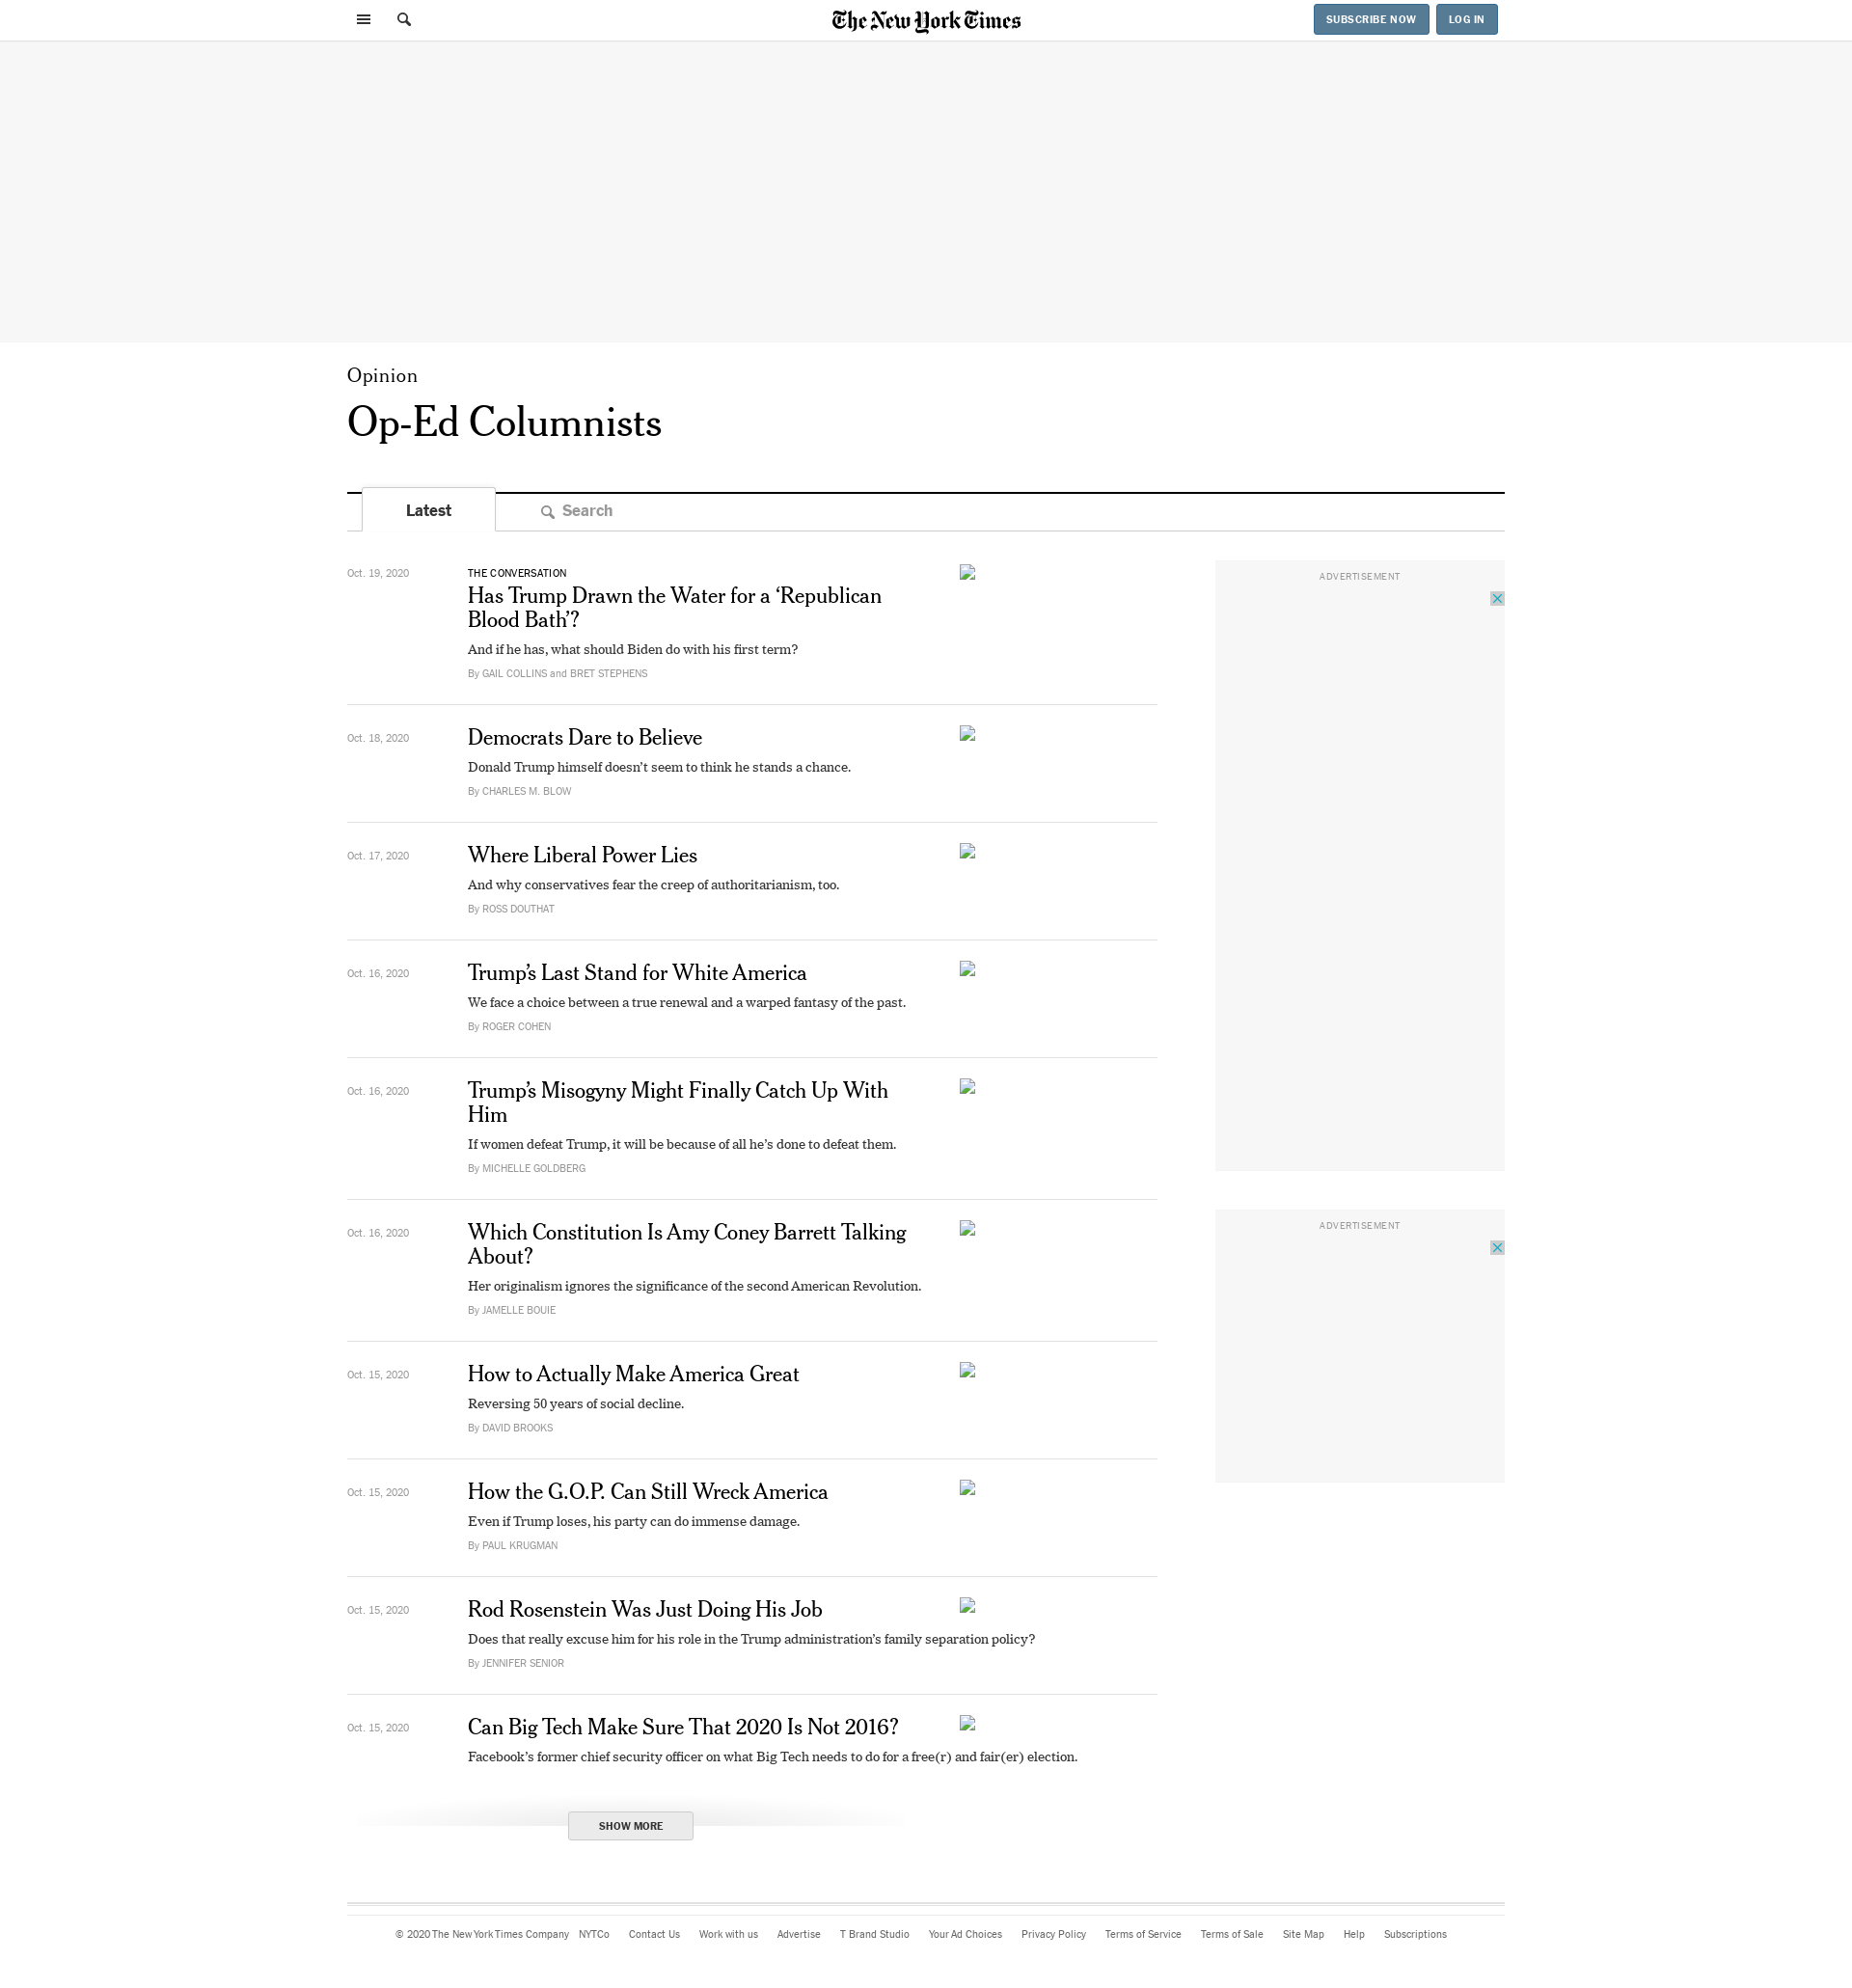 The New York Times
SUBSCRIBE NOW
LOG IN
Opinion
Op-Ed Columnists
Latest
Search
Oct. 19, 2020
THE CONVERSATION
Has Trump Drawn the Water for a ‘Republican
Blood Bath’?
And if he has, what should Biden do with his first term?
By GAIL COLLINS and BRET STEPHENS
ADVERTISEMENT
Oct. 18, 2020
Democrats Dare to Believe
Donald Trump himself doesn’t seem to think he stands a chance.
By CHARLES M. BLOW
Oct. 17, 2020
Where Liberal Power Lies
And why conservatives fear the creep of authoritarianism, too.
By ROSS DOUTHAT
Oct. 16, 2020
Trump’s Last Stand for White America
We face a choice between a true renewal and a warped fantasy of the past.
By ROGER COHEN
Oct. 16, 2020
Trump’s Misogyny Might Finally Catch Up With
Him
If women defeat Trump, it will be because of all he’s done to defeat them.
By MICHELLE GOLDBERG
Oct. 16, 2020
Which Constitution Is Amy Coney Barrett Talking
About?
Her originalism ignores the significance of the second American Revolution.
By JAMELLE BOUIE
ADVERTISEMENT
Oct. 15, 2020
How to Actually Make America Great
Reversing 50 years of social decline.
By DAVID BROOKS
Oct. 15, 2020
How the G.O.P. Can Still Wreck America
Even if Trump loses, his party can do immense damage.
By PAUL KRUGMAN
Oct. 15, 2020
Rod Rosenstein Was Just Doing His Job
Does that really excuse him for his role in the Trump administration’s family separation policy?
By JENNIFER SENIOR
Oct. 15, 2020
Can Big Tech Make Sure That 2020 Is Not 2016?
Facebook’s former chief security officer on what Big Tech needs to do for a free(r) and fair(er) election.
SHOW MORE
© 2020 The New York Times Company NYTCo Contact Us Work with us Advertise T Brand Studio Your Ad Choices Privacy Policy Terms of Service Terms of Sale Site Map Help Subscriptions